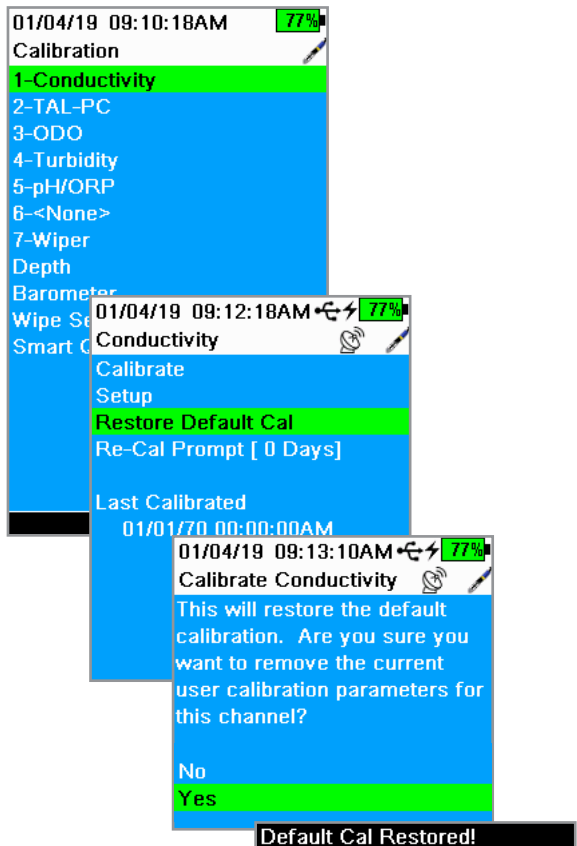 01/04/19 09:10:18AM 77%
Calibration
1-Conductivity
2-TAL-PC
3-ODO
4-Turbidity
5-pH/ORP
6-<None>
7-Wiper
Depth
Barometer
Wipe Se
Smart
01/04/19 09:12:18AM 77%
Conductivity
Calibrate
Setup
Restore Default Cal
Re-Cal Prompt [ 0 Days]
Last Calibrated
01/01/70 00:00:00AM
01/04/19 09:13:10AM 77%
Calibrate Conductivity
This will restore the default
calibration. Are you sure you
want to remove the current
user calibration parameters for
this channel?
No
Yes
Default Cal Restored!